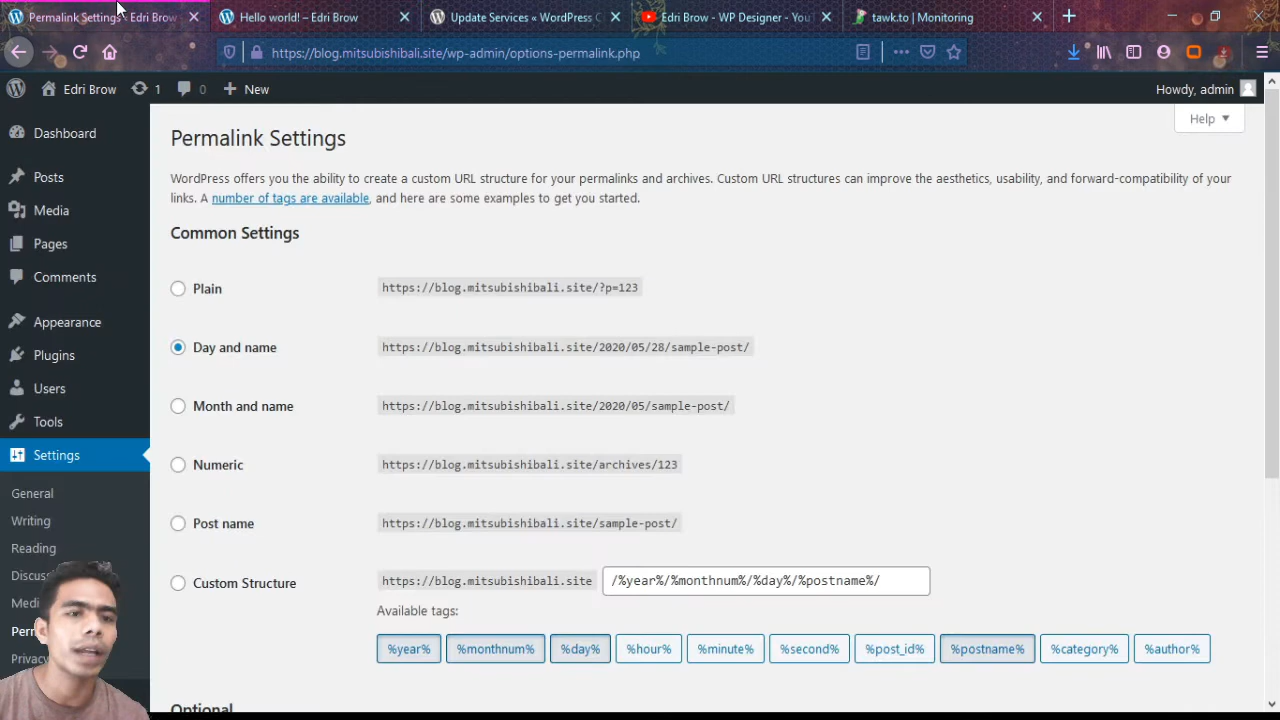 Permalink Settings ‹ Edri Brow
Hello world! – Edri Brow
Update Services « WordPress C
Edri Brow - WP Designer - You
tawk.to | Monitoring
https://blog.mitsubishibali.site/wp-admin/options-permalink.php
Edri Brow
1
0
New
Howdy, admin
Help
Dashboard
Posts
Media
Pages
Comments
Appearance
Plugins
Users
Tools
Settings
General
Writing
Reading
Discus
Medi
Per
Privacy
Permalink Settings
WordPress offers you the ability to create a custom URL structure for your permalinks and archives. Custom URL structures can improve the aesthetics, usability, and forward-compatibility of your
links. A number of tags are available, and here are some examples to get you started.
Common Settings
Plain https://blog.mitsubishibali.site/?p=123
Day and name https://blog.mitsubishibali.site/2020/05/28/sample-post/
Month and name https://blog.mitsubishibali.site/2020/05/sample-post/
Numeric https://blog.mitsubishibali.site/archives/123
Post name https://blog.mitsubishibali.site/sample-post/
Custom Structure https://blog.mitsubishibali.site /%year%/%monthnum%/%day%/%postname%/
Available tags:
%year% %monthnum% %day% %hour% %minute% %second% %post_id% %postname% %category% %author%
Optional